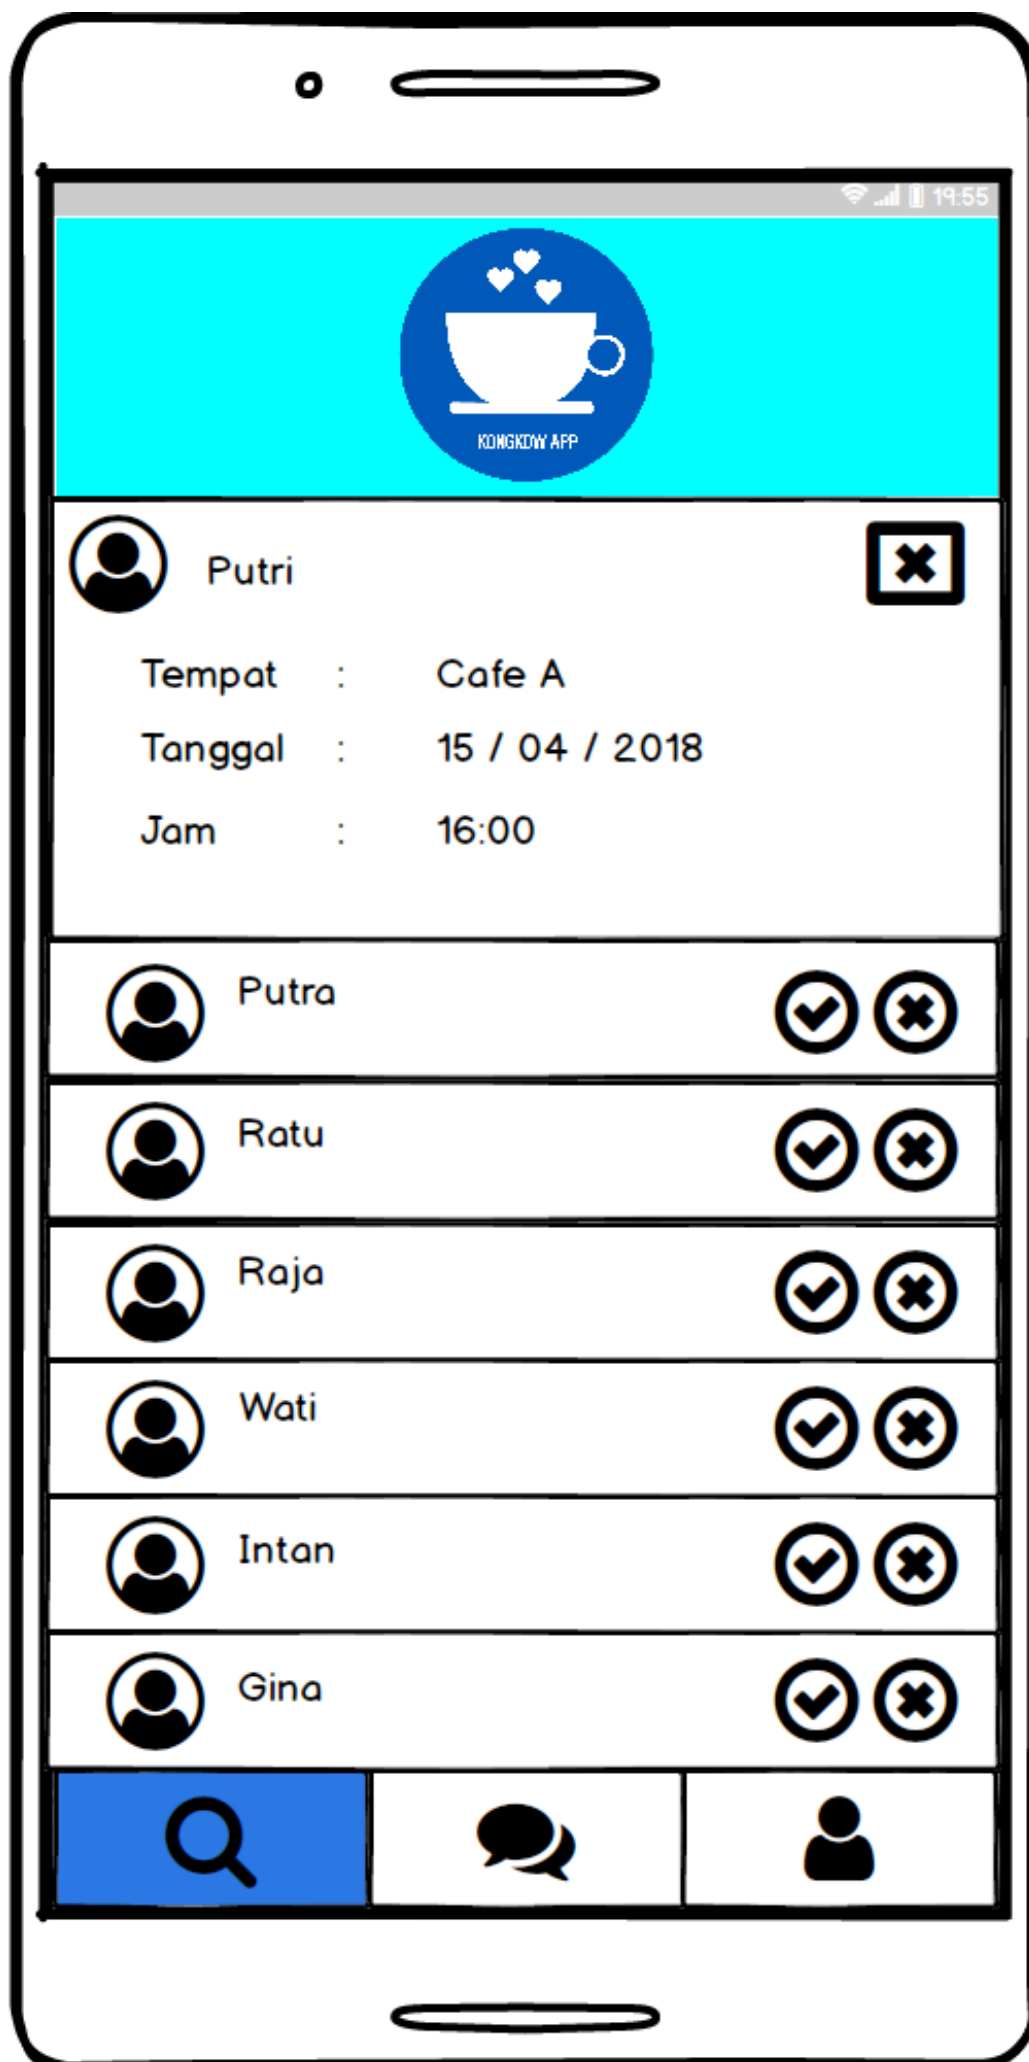 19:55
KONGKOW APP
Putri
Tempat : Cafe A
Tanggal : 15 / 04 / 2018
Jam : 16:00
Putra
Ratu
Raja
Wati
Intan
Gina